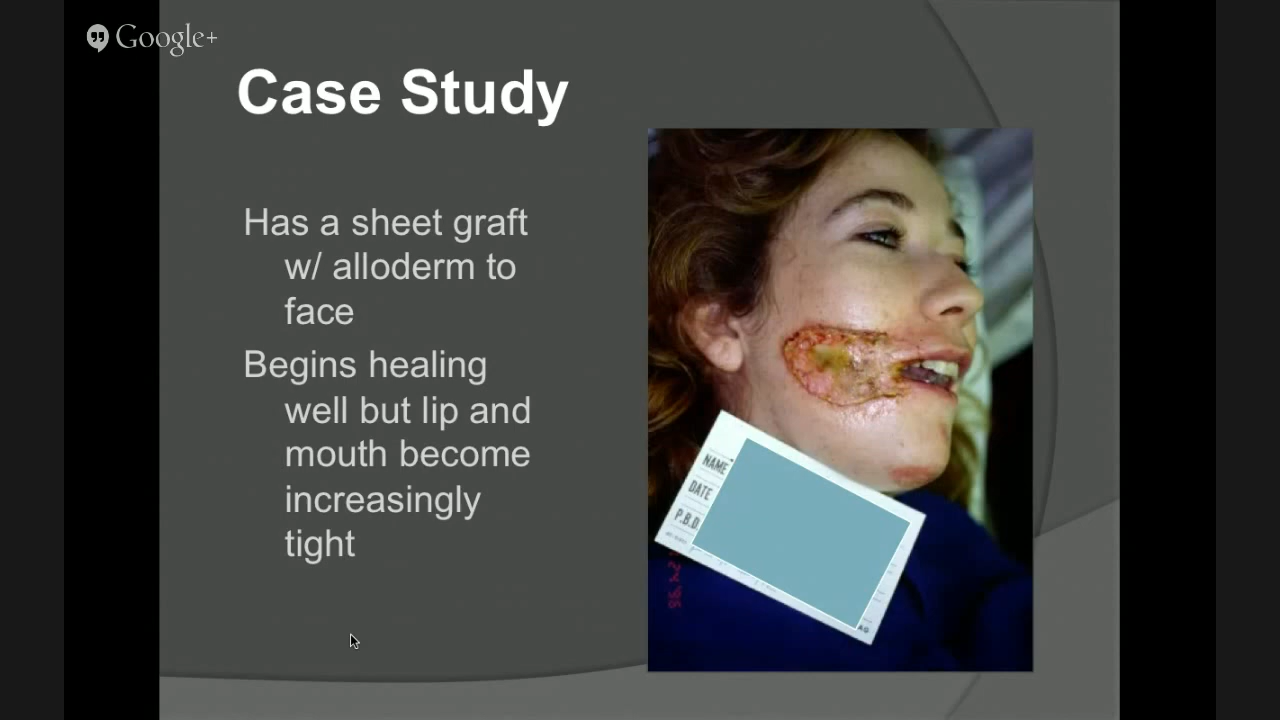 Google+
Case Study
Has a sheet graft
w/ alloderm to
face
Begins healing
well but lip and
mouth become
increasingly
tight
NAME
DATE
P.B.D.